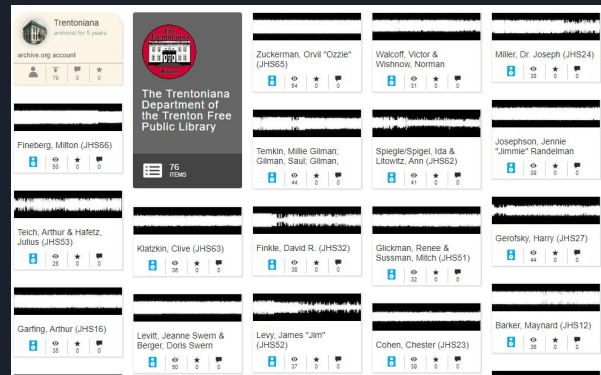 Trentoniana
archivist for 5 years
archive.org account
79 0 0
Fineberg, Milton (JHS66)
50 0 0
Teich, Arthur & Hafetz,
Julius (JHS53)
28 0 0
Garfing, Arthur (JHS16)
35 0 0
The
Trentoniana
Room
The Trentoniana
Department of
the Trenton Free
Public Library
76
ITEMS
Klatzkin, Clive (JHS63)
36 0 0
Levitt, Jeanne Swern &
Berger, Doris Swern
50 0 0
Zuckerman, Orvil "Ozzie"
(JHS65)
64 0 0
Temkin, Millie Gilman;
Gilman, Saul; Gilman,
44 0 0
Finkle, David R. (JHS32)
38 0 0
Levy, James "Jim"
(JHS52)
37 0 0
Walcoff, Victor &
Wishnow, Norman
31 0 0
Spiegle/Spigel, Ida &
Litowitz, Ann (JHS62)
41 0 0
Glickman, Renee &
Sussman, Mitch (JHS51)
32 0 0
Cohen, Chester (JHS23)
39 0 0
Miller, Dr. Joseph (JHS24)
38 0 0
Josephson, Jennie
"Jimmie" Randelman
39 0 0
Gerofsky, Harry (JHS27)
44 0 0
Barker, Maynard (JHS12)
36 0 0